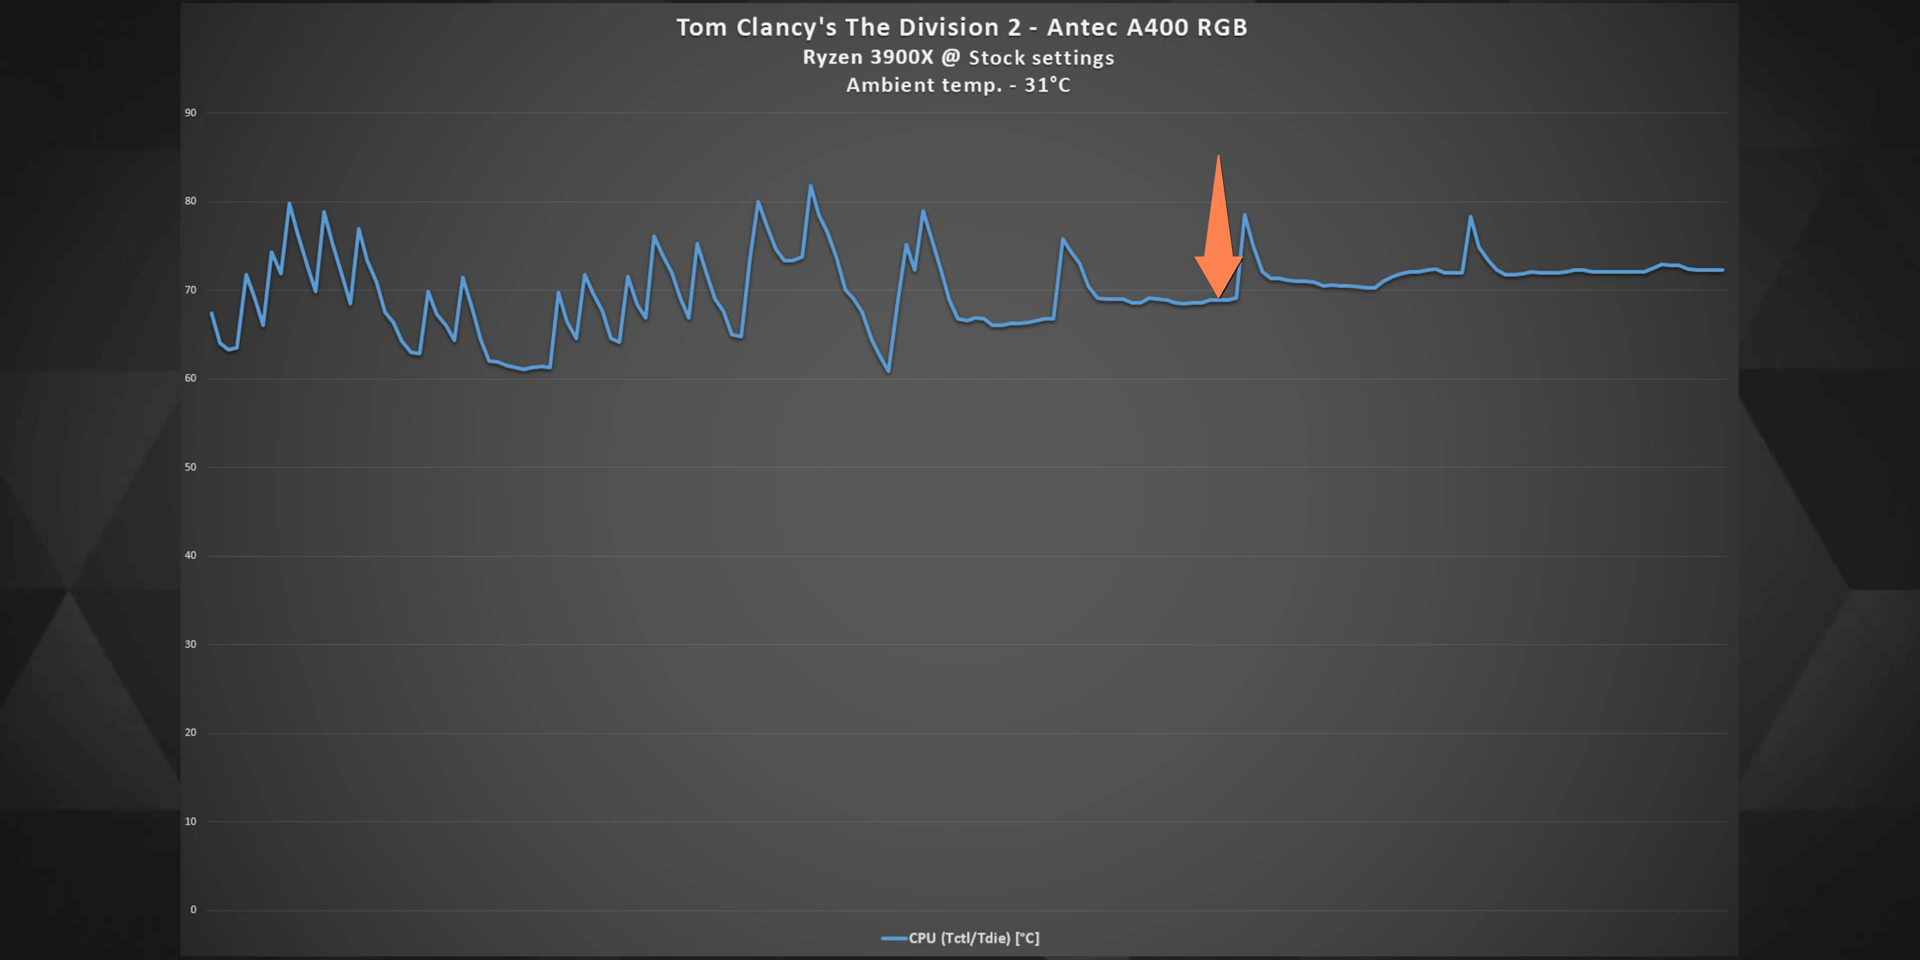 Tom Clancy's The Division 2 - Antec A400 RGB
Ryzen 3900X @ Stock settings
Ambient temp. - 31°C
90
80
70
60
50
40
30
20
10
0
CPU (Tctl/Tdie) [°C]